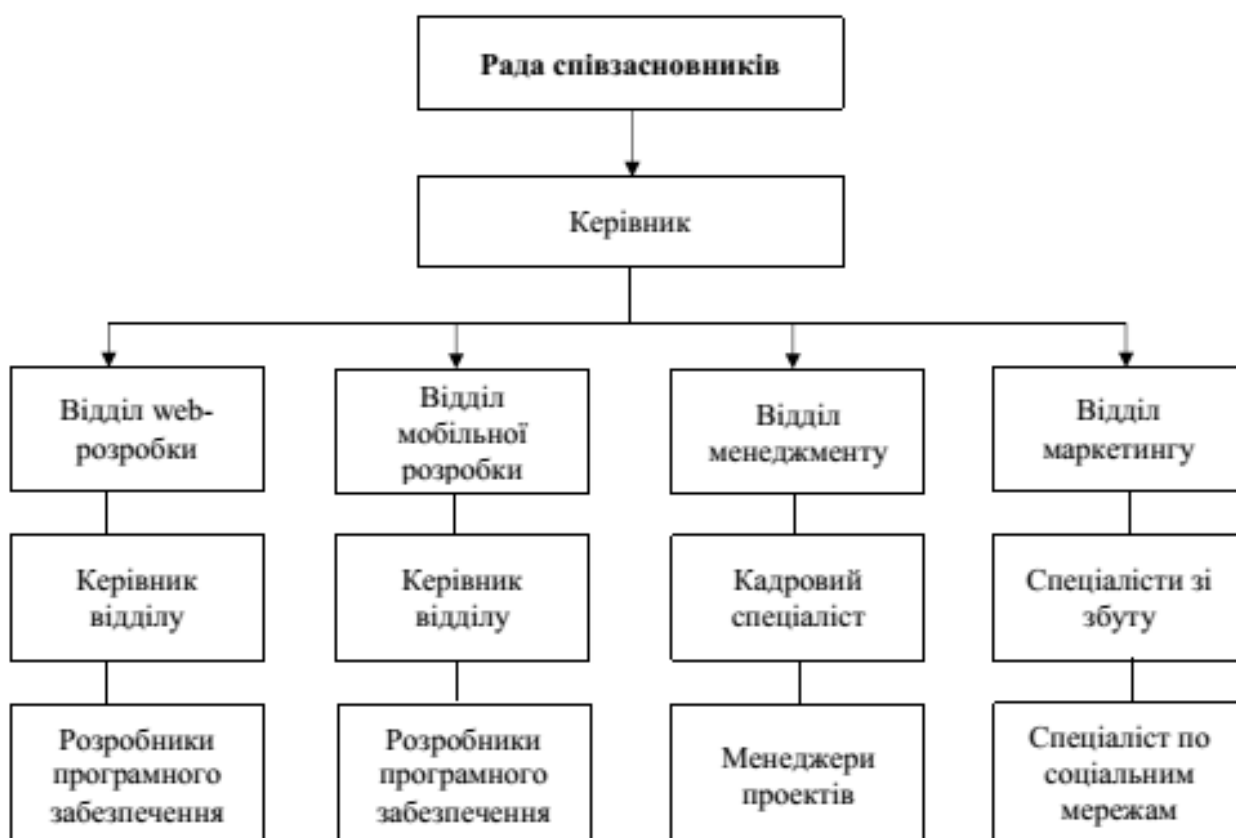 Рада співзасновників
Керівник
Відділ web-
розробки
Відділ
мобільної
розробки
Відділ
менеджменту
Відділ
маркетингу
Керівник
відділу
Керівник
відділу
Кадровий
спеціаліст
Спеціалісти зі
збуту
Розробники
програмного
забезпечення
Розробники
програмного
забезпечення
Менеджери
проектів
Спеціаліст по
соціальним
мережам